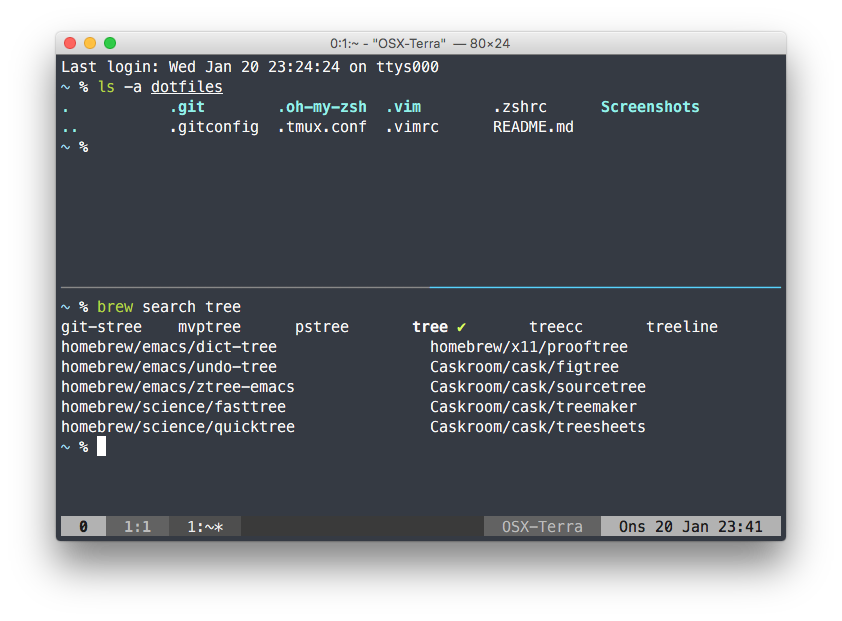 0:1:~ - "OSX-Terra" — 80×24
Last login: Wed Jan 20 23:24:24 on ttys000
~ % ls -a dotfiles
. .git .oh-my-zsh .vim .zshrc Screenshots
.. .gitconfig .tmux.conf .vimrc README.md
~ %
~ % brew search tree
git-stree mvptree pstree tree ✔ treecc treeline
homebrew/emacs/dict-tree homebrew/x11/prooftree
homebrew/emacs/undo-tree Caskroom/cask/figtree
homebrew/emacs/ztree-emacs Caskroom/cask/sourcetree
homebrew/science/fasttree Caskroom/cask/treemaker
homebrew/science/quicktree Caskroom/cask/treesheets
~ %
0 1:1 1:~* OSX-Terra Ons 20 Jan 23:41